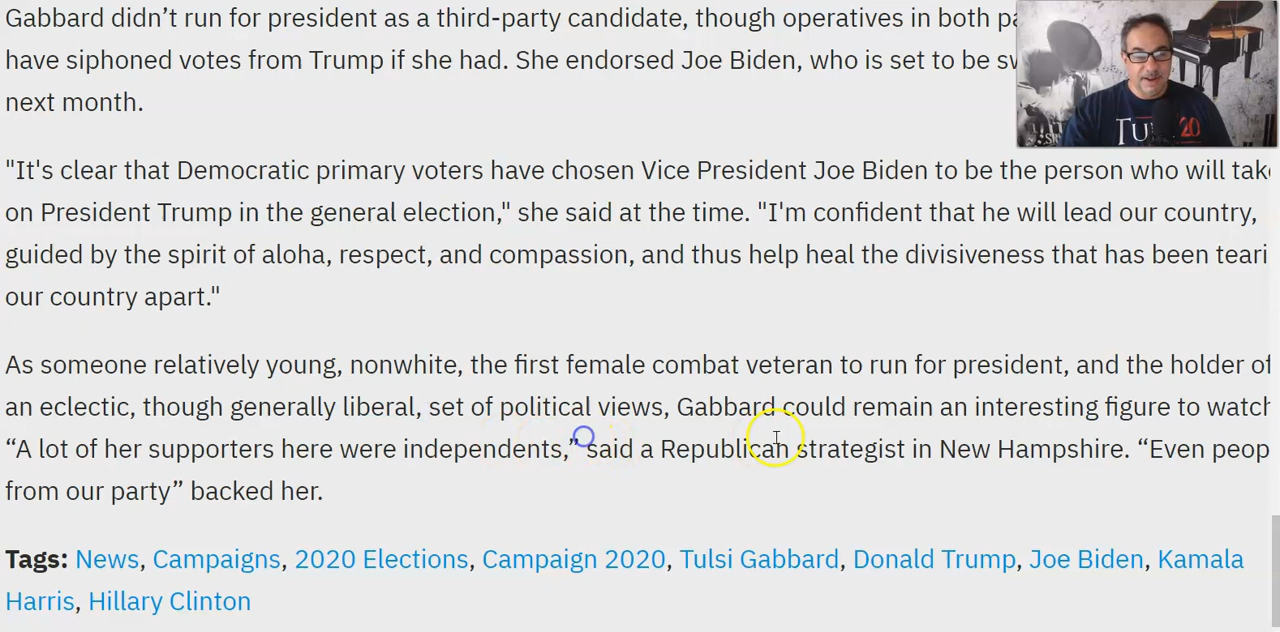 Gabbard didn’t run for president as a third-party candidate, though operatives in both
have siphoned votes from Trump if she had. She endorsed Joe Biden, who is set to be
next month.
"It's clear that Democratic primary voters have chosen Vice President Joe Biden to be the person who will
on President Trump in the general election," she said at the time. "I'm confident that he will lead our country,
guided by the spirit of aloha, respect, and compassion, and thus help heal the divisiveness that has been
our country apart."
As someone relatively young, nonwhite, the first female combat veteran to run for president, and the holder of
an eclectic, though generally liberal, set of political views, Gabbard could remain an interesting figure to watch
“A lot of her supporters here were independents,” said a Republican strategist in New Hampshire. “Even
from our party” backed her.
Tags: News, Campaigns, 2020 Elections, Campaign 2020, Tulsi Gabbard, Donald Trump, Joe Biden, Kamala
Harris, Hillary Clinton